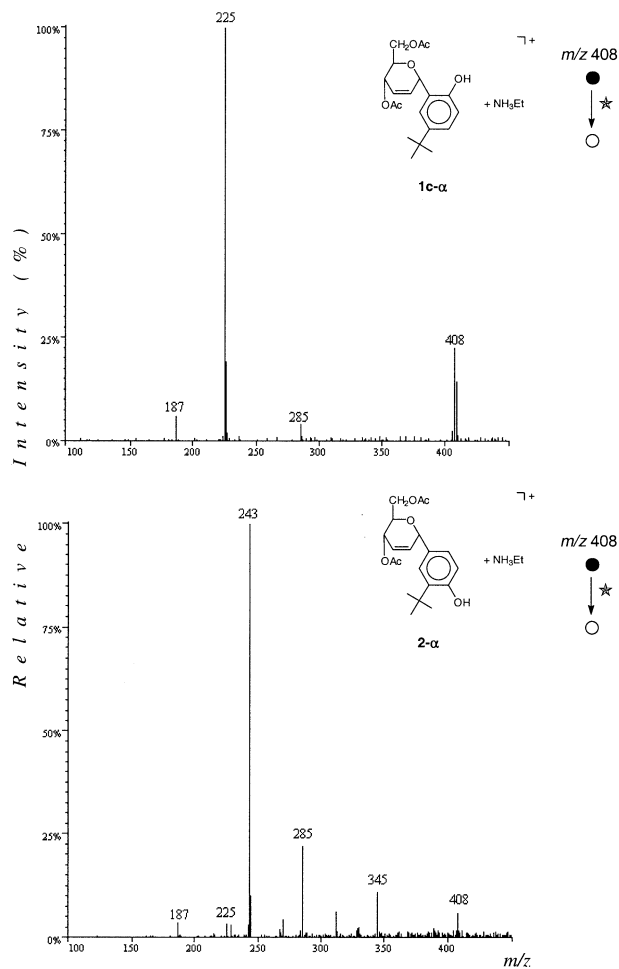 225
100%
75%
50%
25%
0%
187
285
408
100 150 200 250 300 350 400
CH₂OAc
O
OAc
OH
+ NH₃Et
┐+
m/z 408
1c-α
Intensity (%)
243
100%
75%
50%
25%
0%
187
225
285
345
408
100 150 200 250 300 350 400
m/z
CH₂OAc
O
OAc
OH
+ NH₃Et
┐+
m/z 408
2-α
Relative